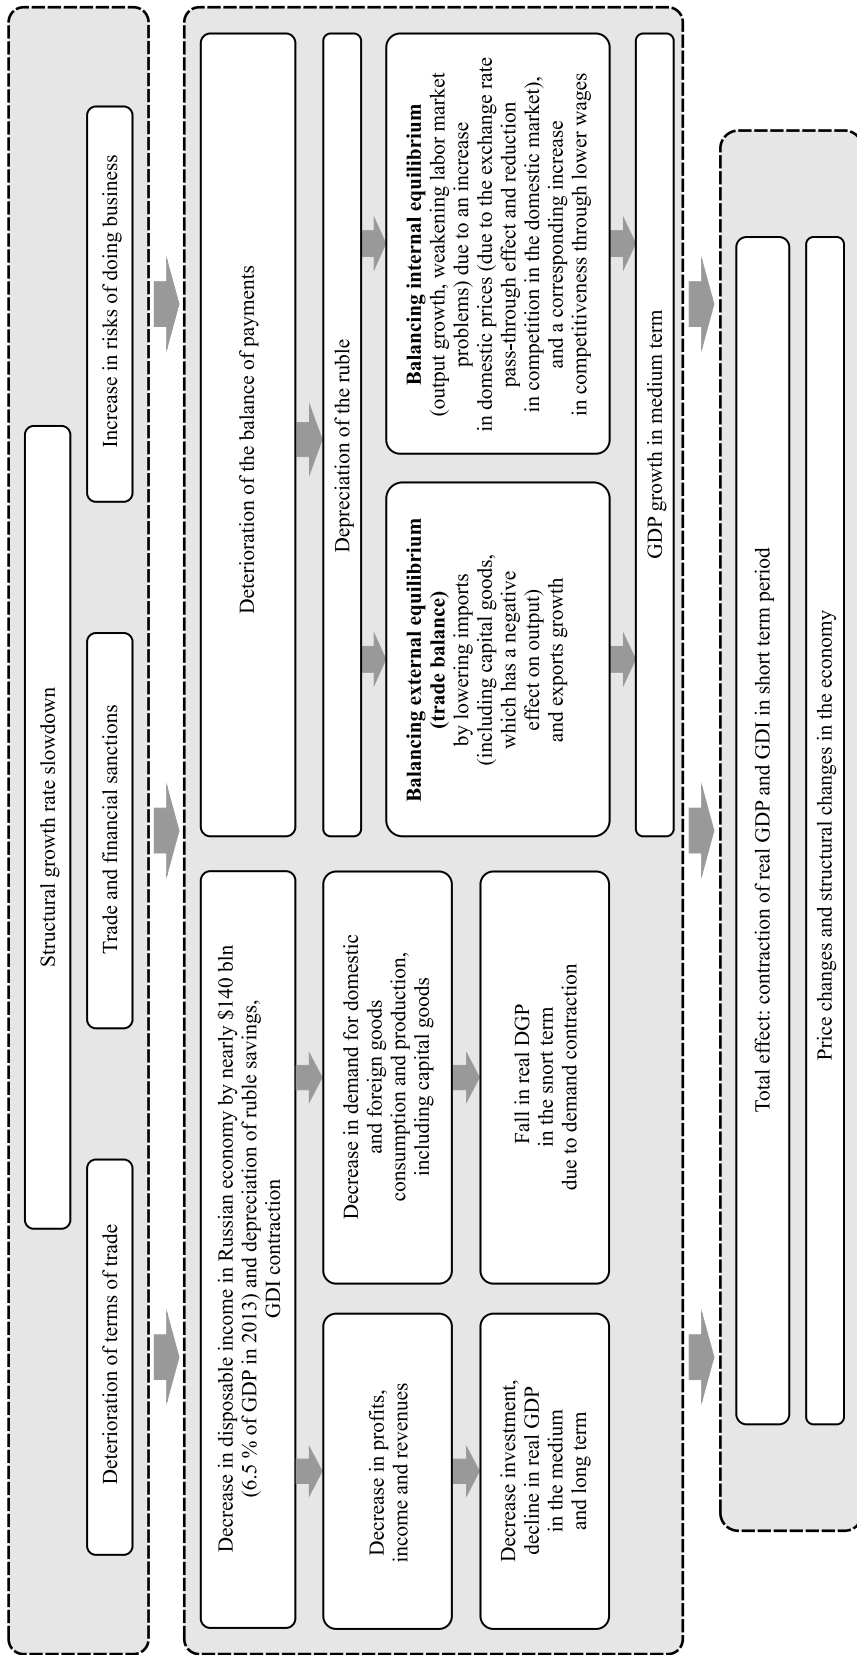 Structural growth rate slowdown
Deterioration of terms of trade
Trade and financial sanctions
Increase in risks of doing business
Decrease in disposable income in Russian economy by nearly $140 bln
(6.5 % of GDP in 2013) and depreciation of ruble savings,
GDI contraction
Deterioration of the balance of payments
Decrease in profits,
income and revenues
Decrease in demand for domestic
and foreign goods
consumption and production,
including capital goods
Depreciation of the ruble
Decrease investment,
decline in real GDP
in the medium
and long term
Fall in real DGP
in the snort term
due to demand contraction
Balancing external equilibrium
(trade balance)
by lowering imports
(including capital goods,
which has a negative
effect on output)
and exports growth
Balancing internal equilibrium
(output growth, weakening labor market
problems) due to an increase
in domestic prices (due to the exchange rate
pass-through effect and reduction
in competition in the domestic market),
and a corresponding increase
in competitiveness through lower wages
GDP growth in medium term
Total effect: contraction of real GDP and GDI in short term period
Price changes and structural changes in the economy